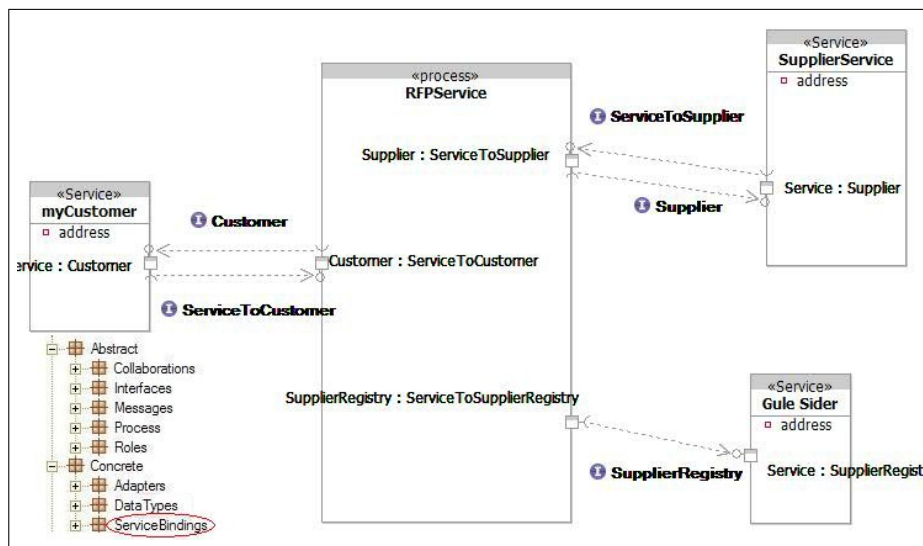 «Service»
SupplierService
address
«process»
RFPService
ServiceToSupplier
Supplier : ServiceToSupplier
Service : Supplier
Supplier
«Service»
myCustomer
address
Customer
ervice : Customer
Customer : ServiceToCustomer
ServiceToCustomer
Abstract
Collaborations
Interfaces
Messages
Process
Roles
Concrete
Adapters
DataTypes
ServiceBindings
SupplierRegistry : ServiceToSupplierRegistry
«Service»
Gule Sider
address
SupplierRegistry
Service : SupplierRegist